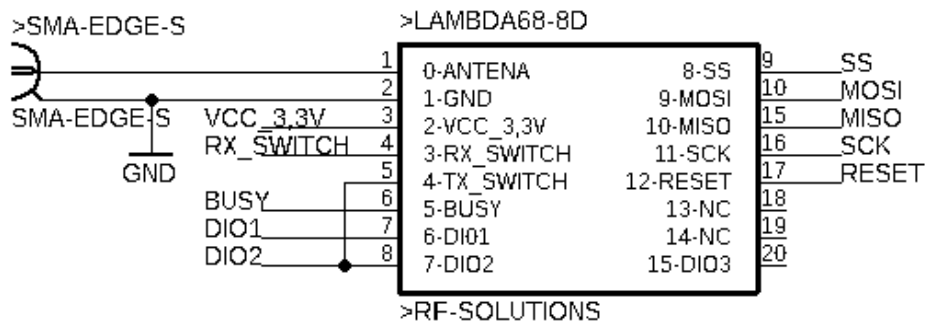 >SMA-EDGE-S
SMA-EDGE-S
GND
>LAMBDA68-8D
VCC_3,3V
RX_SWITCH
BUSY
DIO1
DIO2
1
2
3
4
5
6
7
8
0-ANTENA
1-GND
2-VCC_3,3V
3-RX_SWITCH
4-TX_SWITCH
5-BUSY
6-DI01
7-DIO2
8-SS
9-MOSI
10-MISO
11-SCK
12-RESET
13-NC
14-NC
15-DIO3
9
10
15
16
17
18
19
20
SS
MOSI
MISO
SCK
RESET
>RF-SOLUTIONS